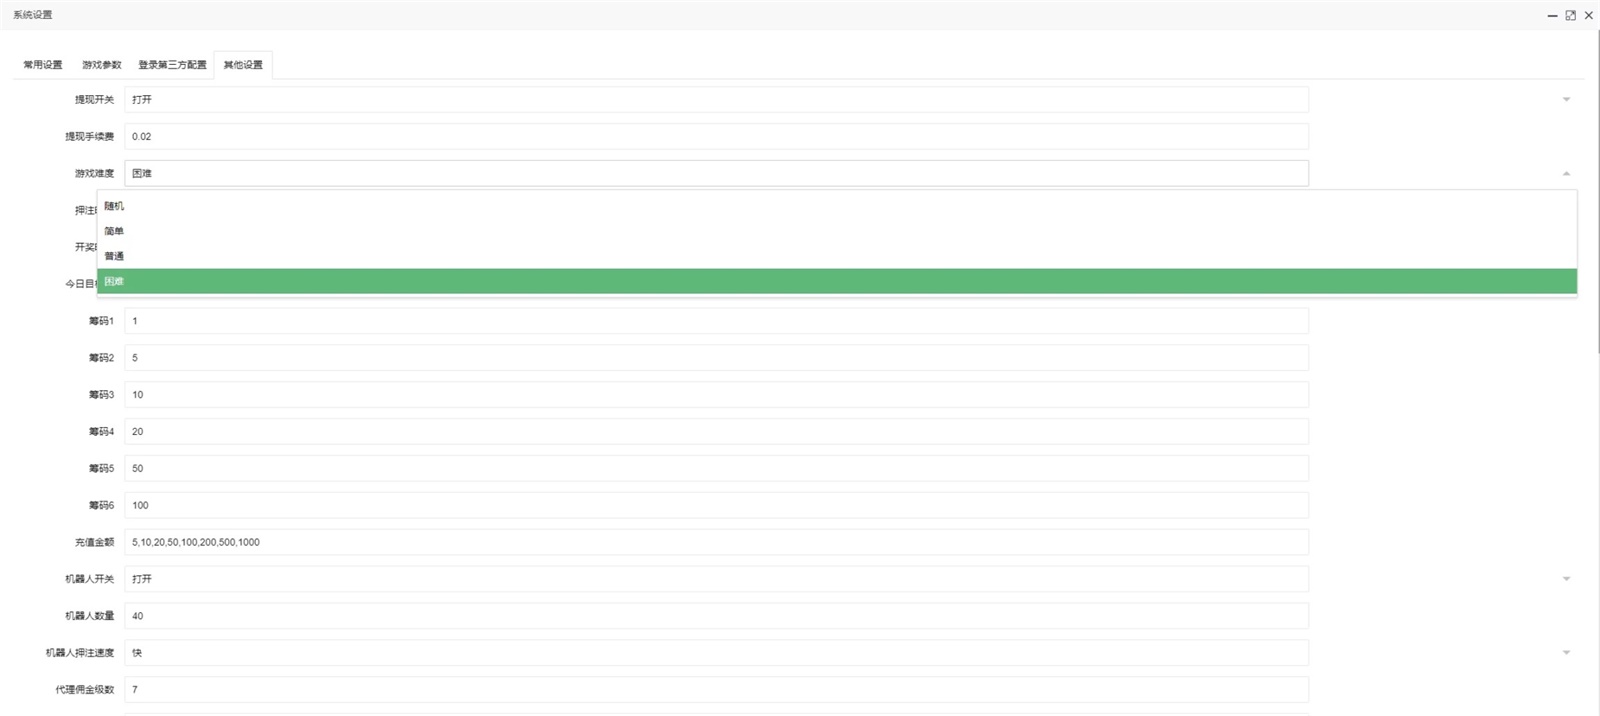 系统设置
常用设置 游戏参数 登录第三方配置 其他设置
提现开关 打开
提现手续费 0.02
游戏难度 困难
随机
押注
简单
开奖
普通
今日目 困难
筹码1 1
筹码2 5
筹码3 10
筹码4 20
筹码5 50
筹码6 100
充值金额 5,10,20,50,100,200,500,1000
机器人开关 打开
机器人数量 40
机器人押注速度 快
代理佣金级数 7